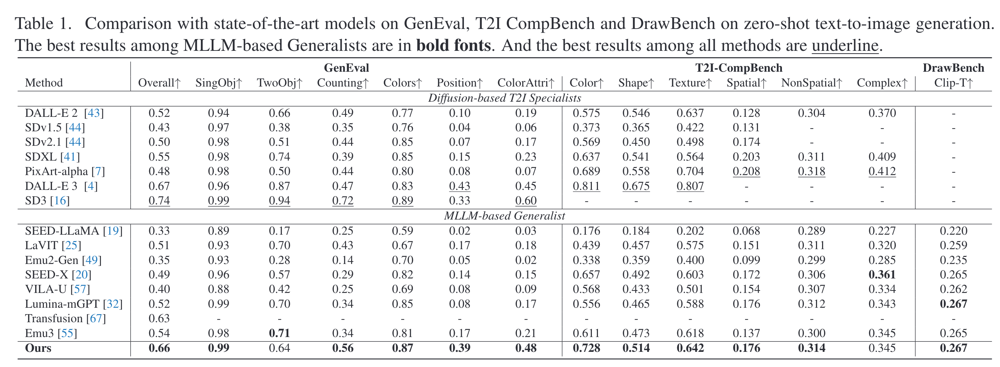 Table 1. Comparison with state-of-the-art models on GenEval, T2I CompBench and DrawBench on zero-shot text-to-image generation.
The best results among MLLM-based Generalists are in bold fonts. And the best results among all methods are underline.
GenEval T2I-CompBench DrawBench
Method Overall↑ SingObj↑ TwoObj↑ Counting↑ Colors↑ Position↑ ColorAttri↑ Color↑ Shape↑ Texture↑ Spatial↑ NonSpatial↑ Complex↑ Clip-T↑
Diffusion-based T2I Specialists
DALL-E 2 [43] 0.52 0.94 0.66 0.49 0.77 0.10 0.19 0.575 0.546 0.637 0.128 0.304 0.370 -
SDv1.5 [44] 0.43 0.97 0.38 0.35 0.76 0.04 0.06 0.373 0.365 0.422 0.131 - - -
SDv2.1 [44] 0.50 0.98 0.51 0.44 0.85 0.07 0.17 0.569 0.450 0.498 0.174 - - -
SDXL [41] 0.55 0.98 0.74 0.39 0.85 0.15 0.23 0.637 0.541 0.564 0.203 0.311 0.409 -
PixArt-alpha [7] 0.48 0.98 0.50 0.44 0.80 0.08 0.07 0.689 0.558 0.704 0.208 0.318 0.412 -
DALL-E 3 [4] 0.67 0.96 0.87 0.47 0.83 0.43 0.45 0.811 0.675 0.807 - - - -
SD3 [16] 0.74 0.99 0.94 0.72 0.89 0.33 0.60 - - - - - - -
MLLM-based Generalist
SEED-LLaMA [19] 0.33 0.89 0.17 0.25 0.59 0.02 0.03 0.176 0.184 0.202 0.068 0.289 0.227 0.220
LaVIT [25] 0.51 0.93 0.70 0.43 0.67 0.17 0.18 0.439 0.457 0.575 0.151 0.311 0.320 0.259
Emu2-Gen [49] 0.35 0.93 0.28 0.14 0.70 0.05 0.02 0.338 0.359 0.400 0.099 0.299 0.285 0.235
SEED-X [20] 0.49 0.96 0.57 0.29 0.82 0.14 0.15 0.657 0.492 0.603 0.172 0.306 0.361 0.265
VILA-U [57] 0.40 0.88 0.42 0.25 0.69 0.08 0.09 0.568 0.433 0.501 0.154 0.307 0.334 0.262
Lumina-mGPT [32] 0.52 0.99 0.70 0.34 0.85 0.08 0.17 0.556 0.465 0.588 0.176 0.312 0.343 0.267
Transfusion [67] 0.63 - - - - - - - - - - - - -
Emu3 [55] 0.54 0.98 0.71 0.34 0.81 0.17 0.21 0.611 0.473 0.618 0.137 0.300 0.345 0.265
Ours 0.66 0.99 0.64 0.56 0.87 0.39 0.48 0.728 0.514 0.642 0.176 0.314 0.345 0.267